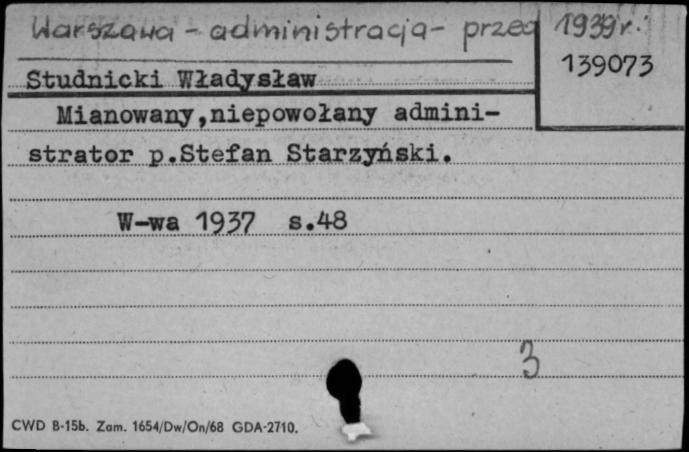 Warszawa - administracja - przed 1939 r.
139073
Studnicki Władysław
Mianowany,niepowołany admini-
strator p.Stefan Starzyński.
W-wa 1937 s.48
3
CWD B-15b. Zam. 1654/Dw/On/68 GDA-2710.